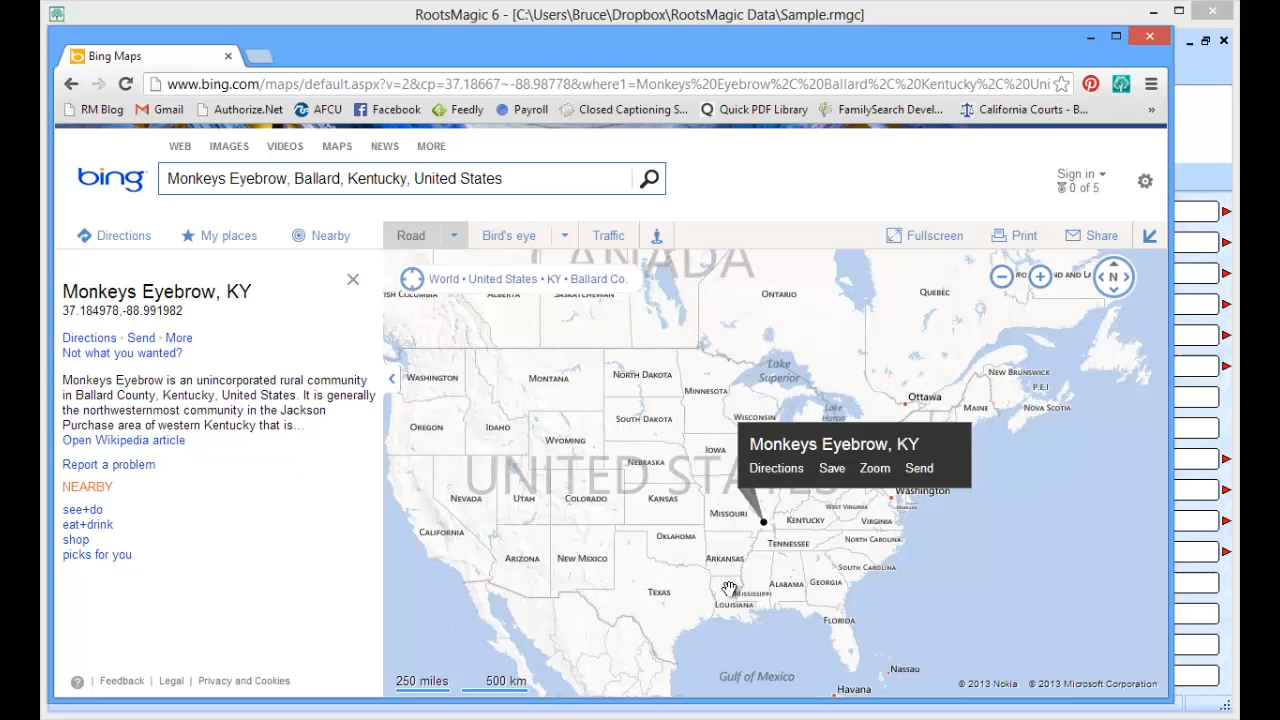 RootsMagic 6 - [C:\Users\Bruce\Dropbox\RootsMagic Data\Sample.rmgc]
Bing Maps
www.bing.com/maps/default.aspx?v=2&cp=37.18667~-88.98778&where1=Monkeys%20Eyebrow%2C%20Ballard%2C%20Kentucky%2C%20Uni
RM Blog Gmail Authorize.Net AFCU Facebook Feedly Payroll Closed Captioning S... Quick PDF Library FamilySearch Devel... California Courts - B... »
WEB IMAGES VIDEOS MAPS NEWS MORE
bing
Monkeys Eyebrow, Ballard, Kentucky, United States
Sign in
0 of 5
Directions My places Nearby Road Bird's eye Traffic Fullscreen Print Share
Monkeys Eyebrow, KY
37.184978,-88.991982
Directions · Send · More
Not what you wanted?
Monkeys Eyebrow is an unincorporated rural community
in Ballard County, Kentucky, United States. It is generally
the northwesternmost community in the Jackson
Purchase area of western Kentucky that is...
Open Wikipedia article
Report a problem
NEARBY
see+do
eat+drink
shop
picks for you
Feedback | Legal | Privacy and Cookies
World • United States • KY • Ballard Co.
N
CANADA
ALBERTA
ONTARIO
QUÉBEC
WASHINGTON
MONTANA
NORTH DAKOTA
MINNESOTA
Lake
Superior
NEW BRUNSWICK
P.E.I.
NOVA SCOTIA
MAINE
Ottawa
OREGON
IDAHO
SOUTH DAKOTA
WISCONSIN
Lake
Huron
WYOMING
IOWA
Monkeys Eyebrow, KY
Directions Save Zoom Send
UNITED STATES
NEBRASKA
NEVADA
UTAH
COLORADO
KANSAS
MISSOURI
Washington
WEST VIRGINIA
KENTUCKY
VIRGINIA
CALIFORNIA
OKLAHOMA
TENNESSEE
NORTH CAROLINA
ARIZONA
NEW MEXICO
ARKANSAS
SOUTH CAROLINA
TEXAS
MISSISSIPPI
ALABAMA
GEORGIA
LOUISIANA
FLORIDA
Gulf of Mexico
Nassau
Havana
250 miles 500 km
© 2013 Nokia © 2013 Microsoft Corporation